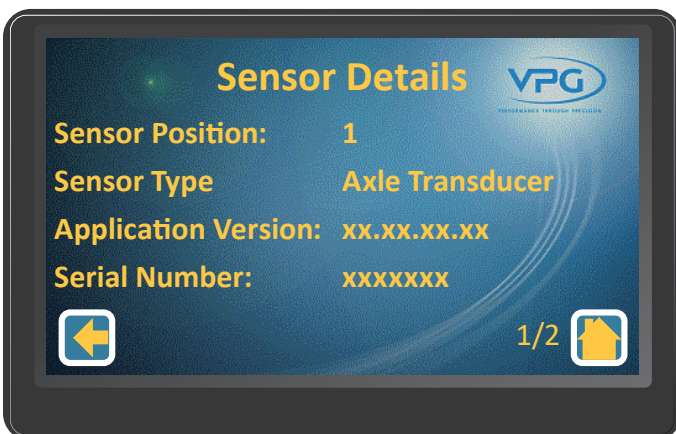 Sensor Details
VPG
PERFORMANCE THROUGH PRECISION
Sensor Position: 1
Sensor Type Axle Transducer
Application Version: xx.xx.xx.xx
Serial Number: xxxxxxx
1/2